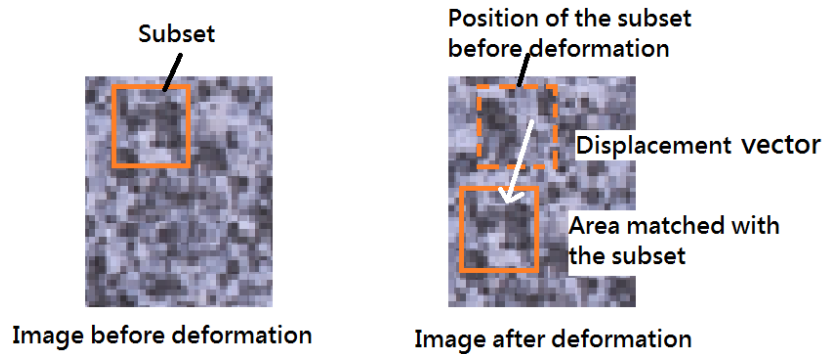 Subset
Image before deformation
Position of the subset
before deformation
Displacement vector
Area matched with
the subset
Image after deformation